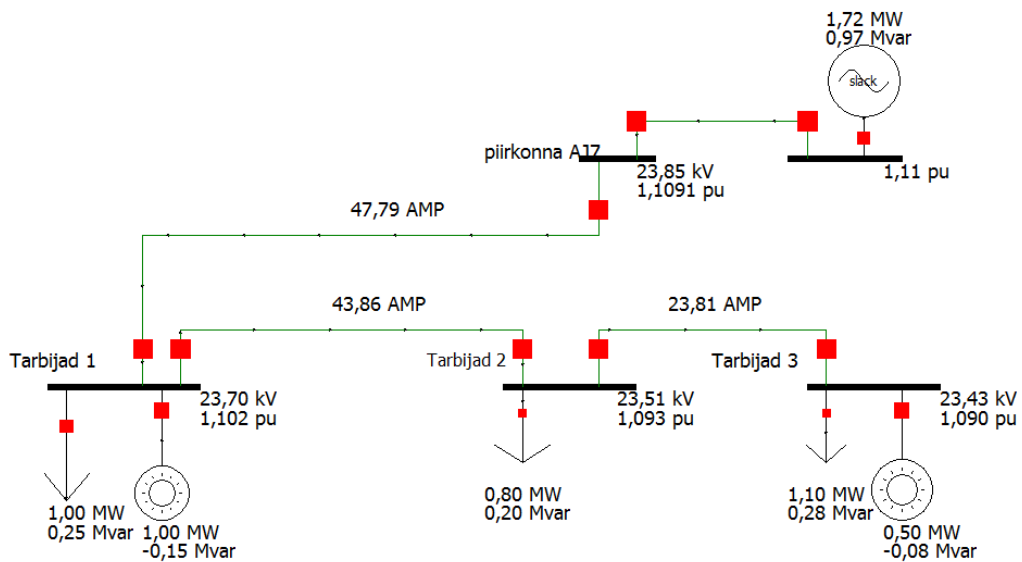 1,72 MW
0,97 Mvar
slack
piirkonna AJ7
23,85 kV
1,1091 pu
1,11 pu
47,79 AMP
43,86 AMP
23,81 AMP
Tarbijad 1
Tarbijad 2
Tarbijad 3
23,70 kV
1,102 pu
23,51 kV
1,093 pu
23,43 kV
1,090 pu
1,00 MW
0,25 Mvar
1,00 MW
-0,15 Mvar
0,80 MW
0,20 Mvar
1,10 MW
0,28 Mvar
0,50 MW
-0,08 Mvar